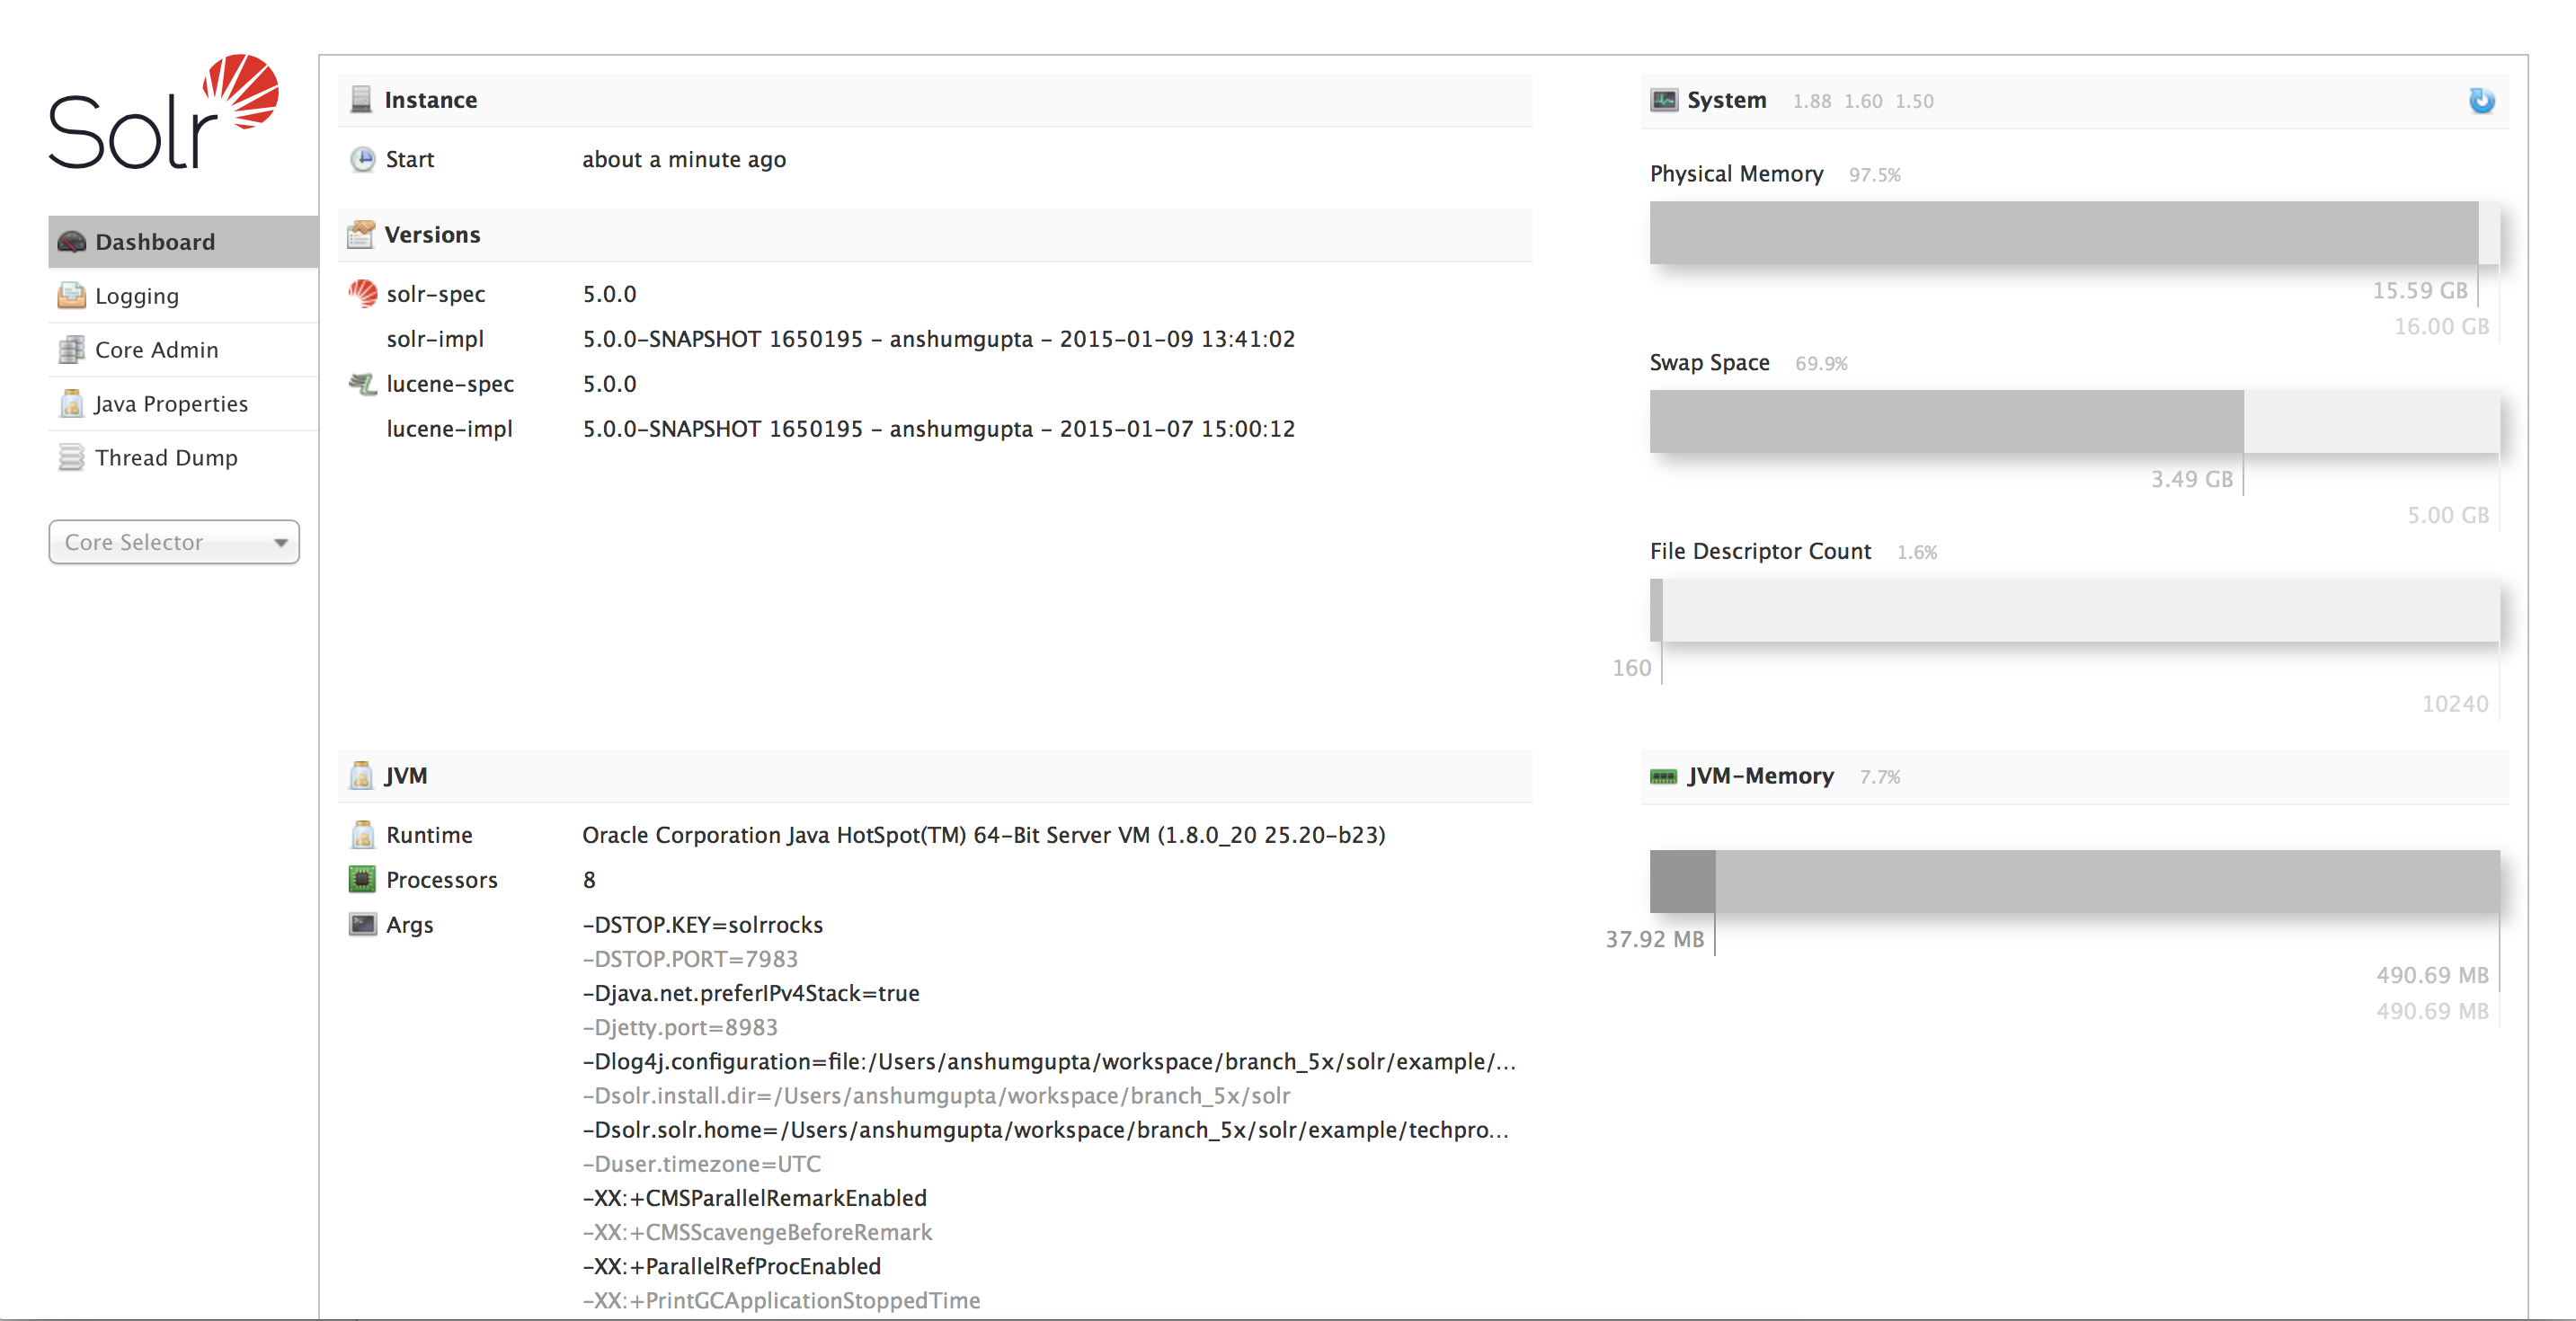 Solr
Dashboard
Logging
Core Admin
Java Properties
Thread Dump
Core Selector
Instance
Start about a minute ago
Versions
solr-spec 5.0.0
solr-impl 5.0.0-SNAPSHOT 1650195 - anshumgupta - 2015-01-09 13:41:02
lucene-spec 5.0.0
lucene-impl 5.0.0-SNAPSHOT 1650195 - anshumgupta - 2015-01-07 15:00:12
JVM
Runtime Oracle Corporation Java HotSpot(TM) 64-Bit Server VM (1.8.0_20 25.20-b23)
Processors 8
Args -DSTOP.KEY=solrrocks
-DSTOP.PORT=7983
-Djava.net.preferIPv4Stack=true
-Djetty.port=8983
-Dlog4j.configuration=file:/Users/anshumgupta/workspace/branch_5x/solr/example/...
-Dsolr.install.dir=/Users/anshumgupta/workspace/branch_5x/solr
-Dsolr.solr.home=/Users/anshumgupta/workspace/branch_5x/solr/example/techpro...
-Duser.timezone=UTC
-XX:+CMSParallelRemarkEnabled
-XX:+CMSScavengeBeforeRemark
-XX:+ParallelRefProcEnabled
-XX:+PrintGCApplicationStoppedTime
System 1.88 1.60 1.50
Physical Memory 97.5%
15.59 GB
16.00 GB
Swap Space 69.9%
3.49 GB
5.00 GB
File Descriptor Count 1.6%
160
10240
JVM-Memory 7.7%
37.92 MB
490.69 MB
490.69 MB